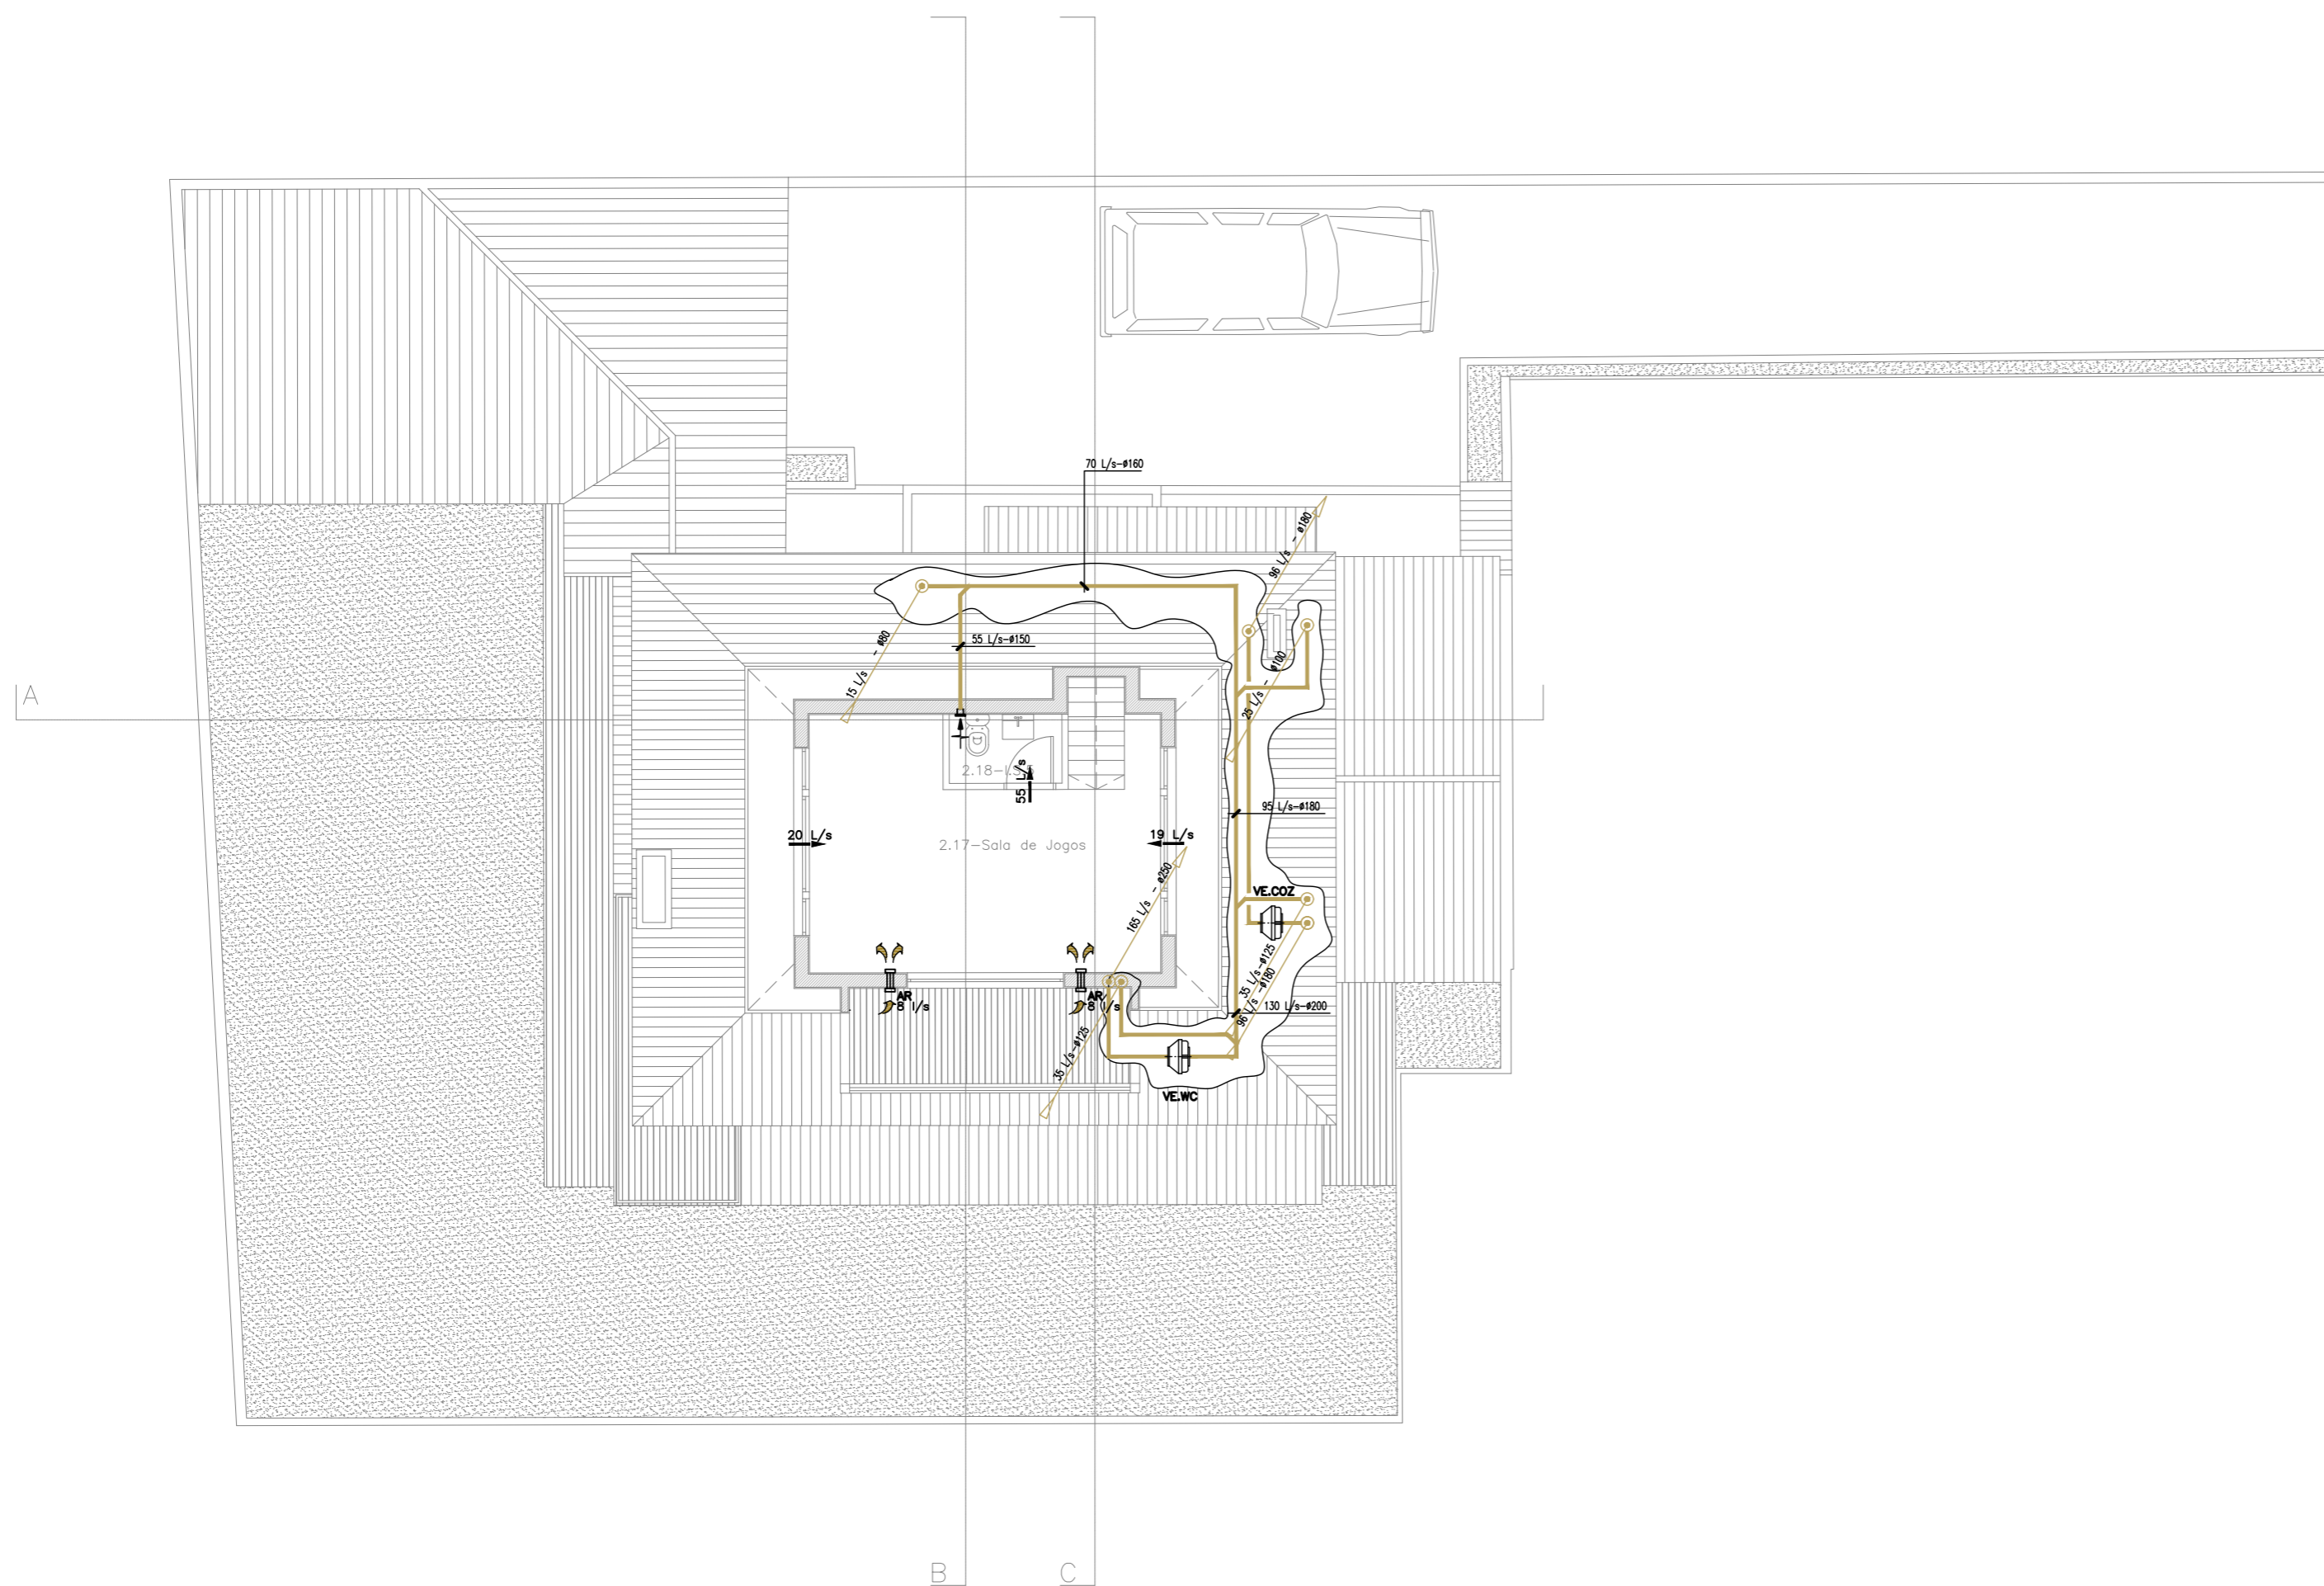 70 L/s-ø160
96 L/s - ø180
15 L/s - ø80
55 L/s-ø150
25 L/s - ø100
A
2.18-I.S.
55 L/s
95 L/s-ø180
20 L/s
19 L/s
2.17-Sala de Jogos
165 L/s - ø250
VE.COZ
35 L/s-ø125
96 L/s -ø180
AR
8 l/s
AR
8 l/s
130 L/s-ø200
35 L/s-ø125
VE.WC
B
C